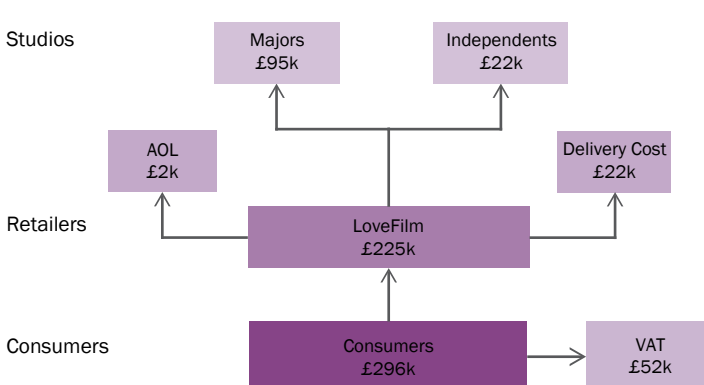 Studios
Majors
£95k
Independents
£22k
AOL
£2k
Delivery Cost
£22k
Retailers
LoveFilm
£225k
Consumers
Consumers
£296k
VAT
£52k